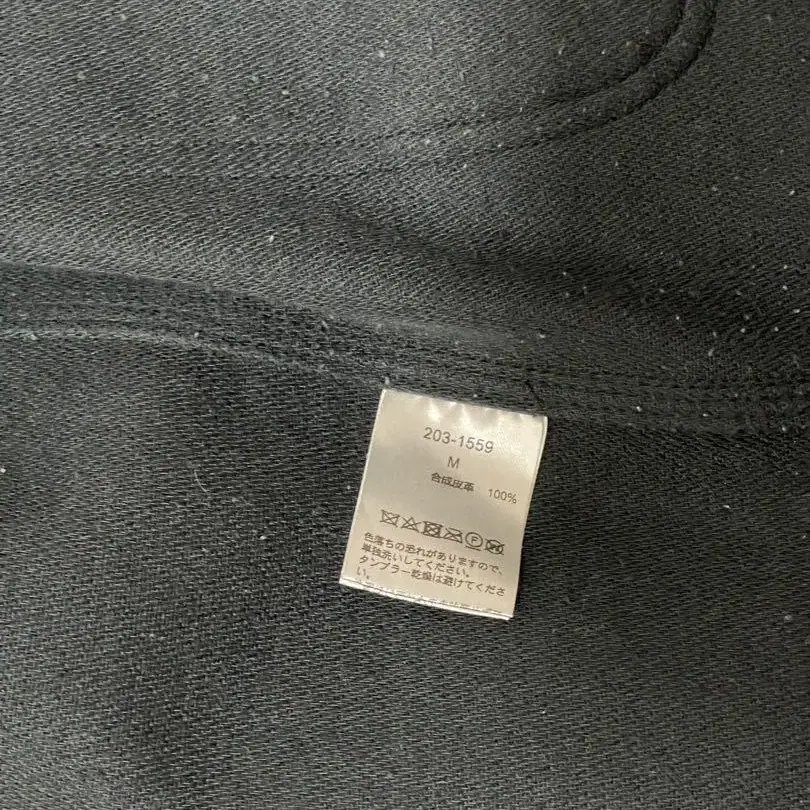 203-1559
M
合成皮革 100%
P W
色落ちの恐れがありますので、
単独洗いしてください。
タンブラー乾燥は避けてくださ
い。